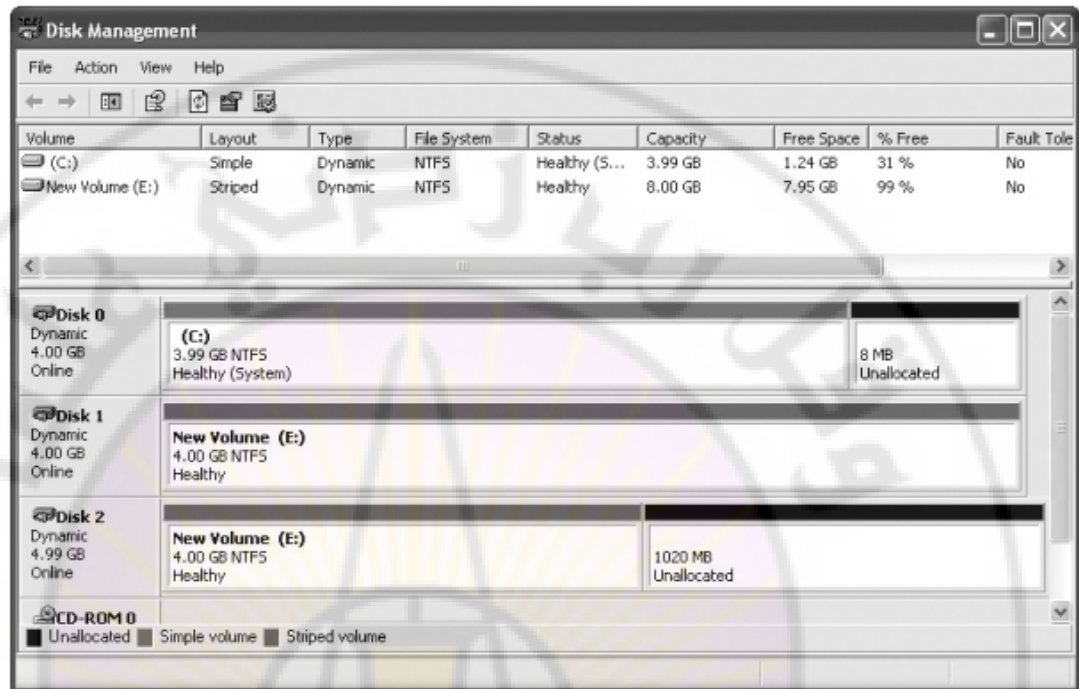 Disk Management
File Action View Help
Volume Layout Type File System Status Capacity Free Space % Free Fault Tole
(C:) Simple Dynamic NTFS Healthy (S... 3.99 GB 1.24 GB 31 % No
New Volume (E:) Striped Dynamic NTFS Healthy 8.00 GB 7.95 GB 99 % No
Disk 0
Dynamic
4.00 GB
Online
(C:)
3.99 GB NTFS
Healthy (System)
8 MB
Unallocated
Disk 1
Dynamic
4.00 GB
Online
New Volume (E:)
4.00 GB NTFS
Healthy
Disk 2
Dynamic
4.99 GB
Online
New Volume (E:)
4.00 GB NTFS
Healthy
1020 MB
Unallocated
CD-ROM 0
Unallocated Simple volume Striped volume